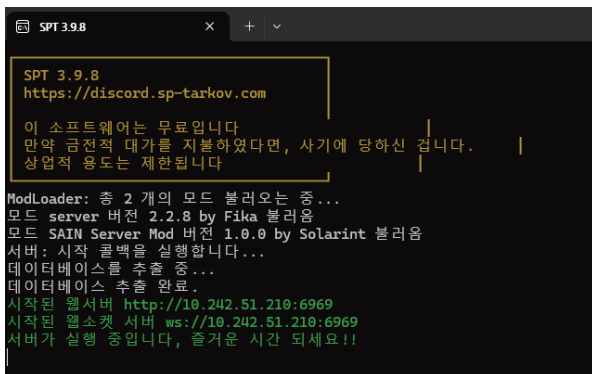 SPT 3.9.8
SPT 3.9.8
https://discord.sp-tarkov.com
이 소프트웨어는 무료입니다
만약 금전적 대가를 지불하였다면, 사기에 당하신 겁니다.
상업적 용도는 제한됩니다
ModLoader: 총 2 개의 모드 불러오는 중...
모드 server 버전 2.2.8 by Fika 불러옴
모드 SAIN Server Mod 버전 1.0.0 by Solarint 불러옴
서버: 시작 콜백을 실행합니다...
데이터베이스를 추출 중...
데이터베이스 추출 완료.
시작된 웹서버 http://10.242.51.210:6969
시작된 웹소켓 서버 ws://10.242.51.210:6969
서버가 실행 중입니다, 즐거운 시간 되세요!!